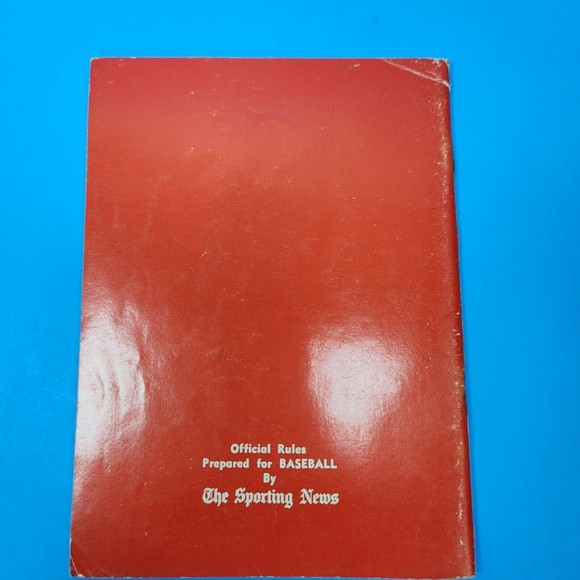 Official Rules
Prepared for BASEBALL
By
The Sporting News